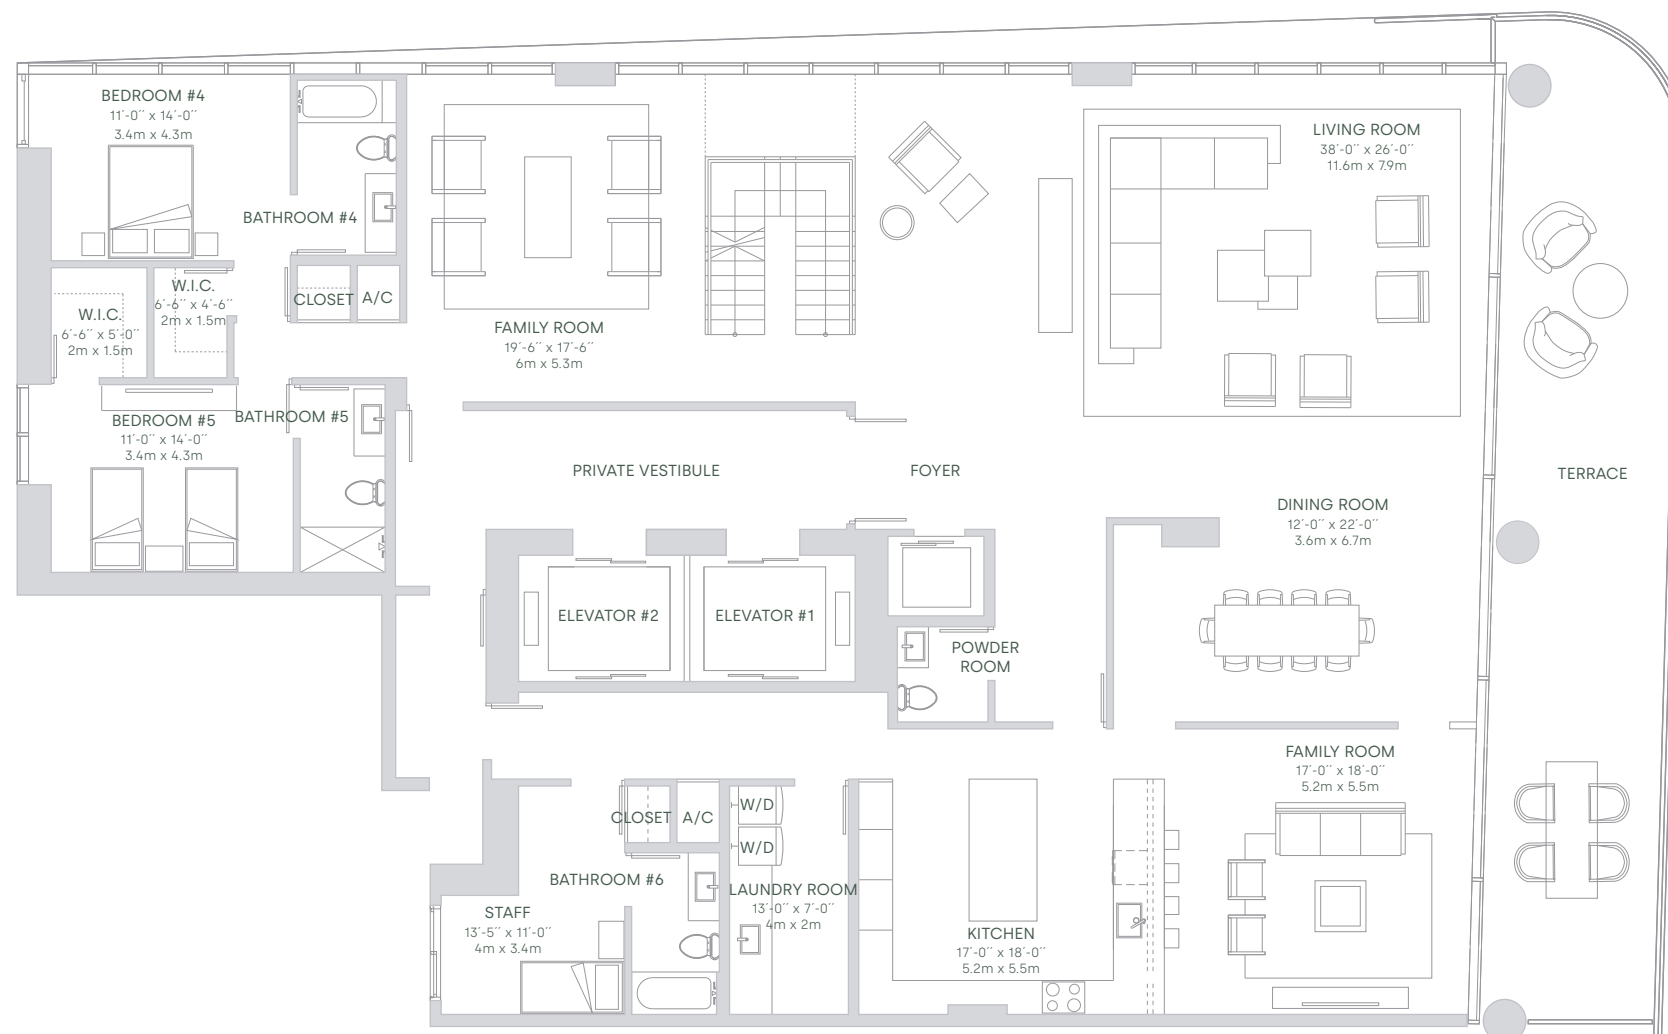 BEDROOM #4
11´-0´´ x 14´-0´´
3.4m x 4.3m
BATHROOM #4
W.I.C.
6´-6´´ x 5´-0´´
2m x 1.5m
W.I.C.
6´-6´´ x 4´-6´´
2m x 1.5m
CLOSET
A/C
BEDROOM #5
11´-0´´ x 14´-0´´
3.4m x 4.3m
BATHROOM #5
FAMILY ROOM
19´-6´´ x 17´-6´´
6m x 5.3m
LIVING ROOM
38´-0´´ x 26´-0´´
11.6m x 7.9m
PRIVATE VESTIBULE
FOYER
TERRACE
DINING ROOM
12´-0´´ x 22´-0´´
3.6m x 6.7m
ELEVATOR #2
ELEVATOR #1
POWDER
ROOM
FAMILY ROOM
17´-0´´ x 18´-0´´
5.2m x 5.5m
CLOSET
A/C
W/D
W/D
BATHROOM #6
LAUNDRY ROOM
13´-0´´ x 7´-0´´
4m x 2m
STAFF
13´-5´´ x 11´-0´´
4m x 3.4m
KITCHEN
17´-0´´ x 18´-0´´
5.2m x 5.5m